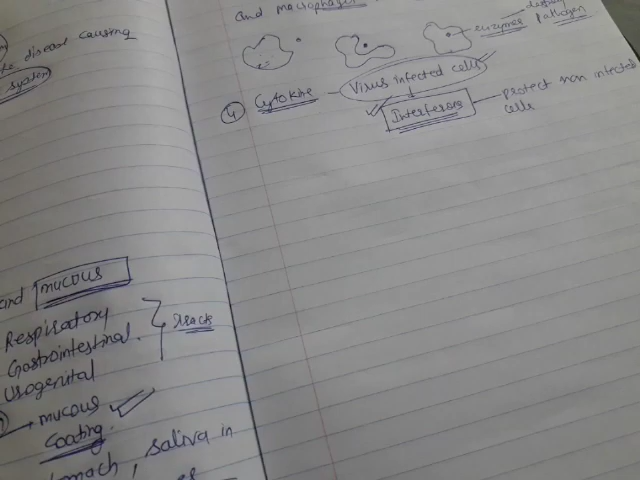 disease causing
system
and mucous
Respiratory
Gastrointestinal.
Urogenital
tracts
mucous
coating.
saliva in
and macrophages
enzymes
pathogen
4 Cytokine – Virus infected cells
Interferons
protect non infected
cells